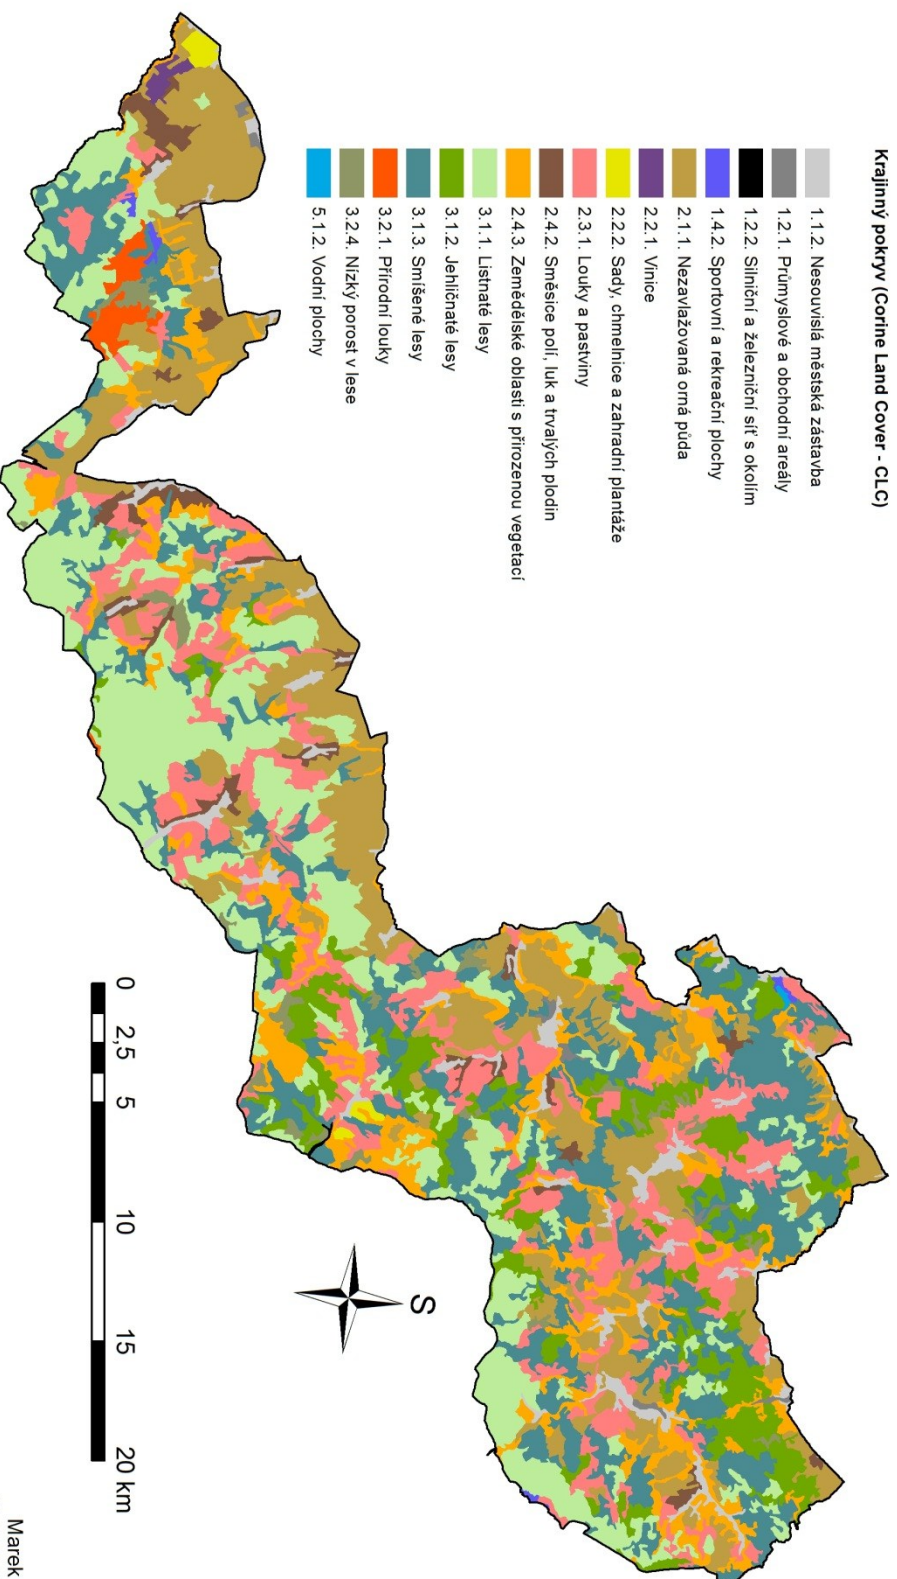 Krajinný pokryv (Corine Land Cover - CLC)
1.1.2. Nesouvislá městská zástavba
1.2.1. Průmyslové a obchodní areály
1.2.2. Silniční a železniční síť s okolím
1.4.2. Sportovní a rekreační plochy
2.1.1. Nezavlažovaná orná půda
2.2.1. Vinice
2.2.2. Sady, chmelnice a zahradní plantáže
2.3.1. Louky a pastviny
2.4.2. Směsice polí, luk a trvalých plodin
2.4.3. Zemědělské oblasti s přirozenou vegetací
3.1.1. Listnaté lesy
3.1.2. Jehličnaté lesy
3.1.3. Smíšené lesy
3.2.1. Přírodní louky
3.2.4. Nízký porost v lese
5.1.2. Vodní plochy
S
0 2,5 5 10 15 20 km
Marek